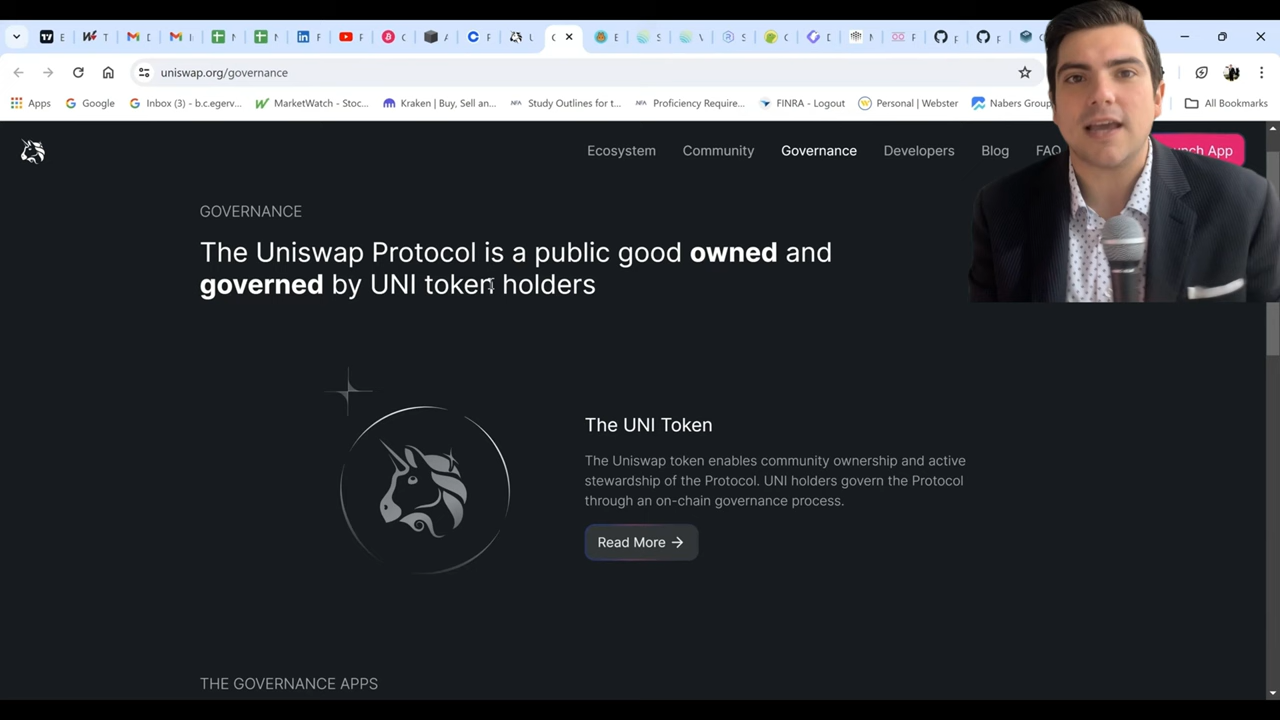 uniswap.org/governance
Apps
Google
Inbox (3) - b.c.egerv...
MarketWatch - Stoc...
Kraken | Buy, Sell an...
Study Outlines for t...
Proficiency Require...
FINRA - Logout
Personal | Webster
Nabers Group
All Bookmarks
Ecosystem
Community
Governance
Developers
Blog
FAQ
unch App
GOVERNANCE
The Uniswap Protocol is a public good owned and
governed by UNI token holders
The UNI Token
The Uniswap token enables community ownership and active
stewardship of the Protocol. UNI holders govern the Protocol
through an on-chain governance process.
Read More →
THE GOVERNANCE APPS